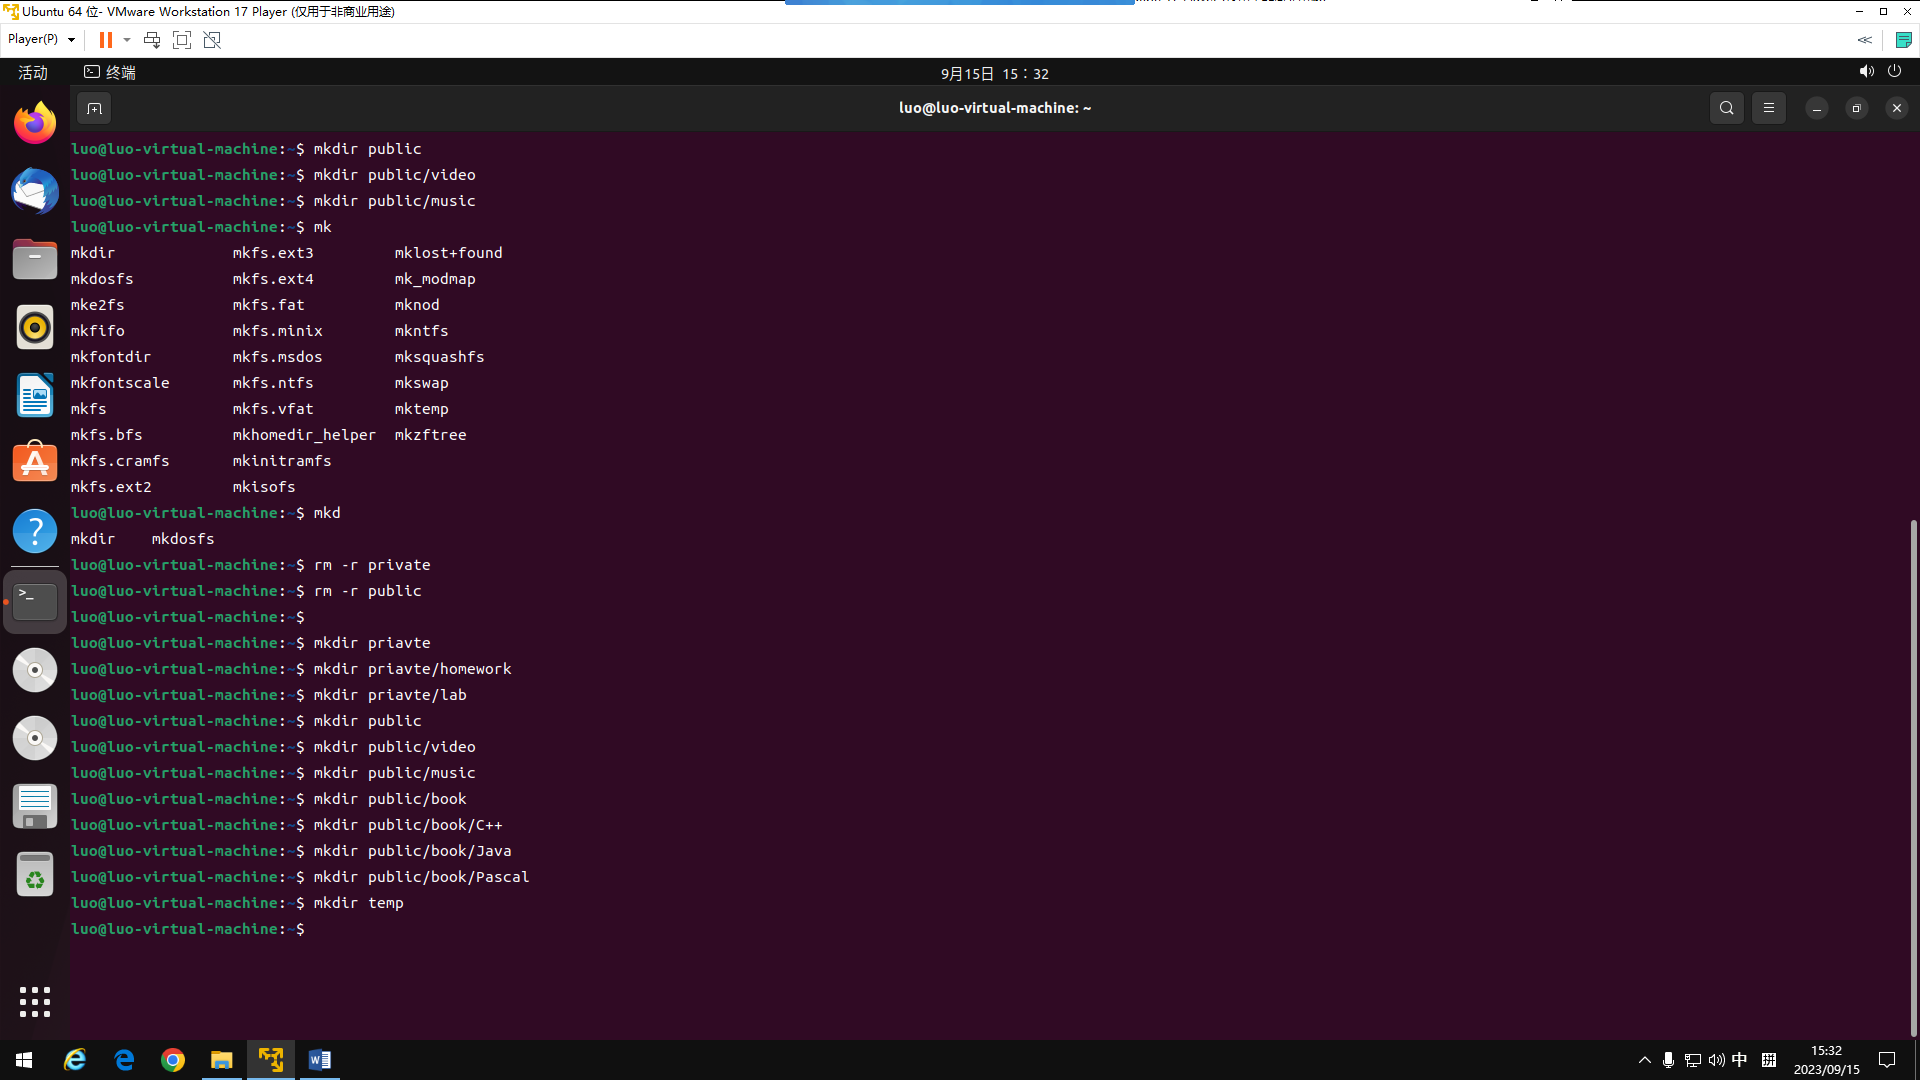 Ubuntu 64 位- VMware Workstation 17 Player (仅用于非商业用途)
Player(P)
活动
终端
9月15日 15：32
luo@luo-virtual-machine: ~
luo@luo-virtual-machine:~$ mkdir public
luo@luo-virtual-machine:~$ mkdir public/video
luo@luo-virtual-machine:~$ mkdir public/music
luo@luo-virtual-machine:~$ mk
mkdir mkfs.ext3 mklost+found
mkdosfs mkfs.ext4 mk_modmap
mke2fs mkfs.fat mknod
mkfifo mkfs.minix mkntfs
mkfontdir mkfs.msdos mksquashfs
mkfontscale mkfs.ntfs mkswap
mkfs mkfs.vfat mktemp
mkfs.bfs mkhomedir_helper mkzftree
mkfs.cramfs mkinitramfs
mkfs.ext2 mkisofs
luo@luo-virtual-machine:~$ mkd
mkdir mkdosfs
luo@luo-virtual-machine:~$ rm -r private
luo@luo-virtual-machine:~$ rm -r public
luo@luo-virtual-machine:~$
luo@luo-virtual-machine:~$ mkdir priavte
luo@luo-virtual-machine:~$ mkdir priavte/homework
luo@luo-virtual-machine:~$ mkdir priavte/lab
luo@luo-virtual-machine:~$ mkdir public
luo@luo-virtual-machine:~$ mkdir public/video
luo@luo-virtual-machine:~$ mkdir public/music
luo@luo-virtual-machine:~$ mkdir public/book
luo@luo-virtual-machine:~$ mkdir public/book/C++
luo@luo-virtual-machine:~$ mkdir public/book/Java
luo@luo-virtual-machine:~$ mkdir public/book/Pascal
luo@luo-virtual-machine:~$ mkdir temp
luo@luo-virtual-machine:~$
中
拼
15:32
2023/09/15